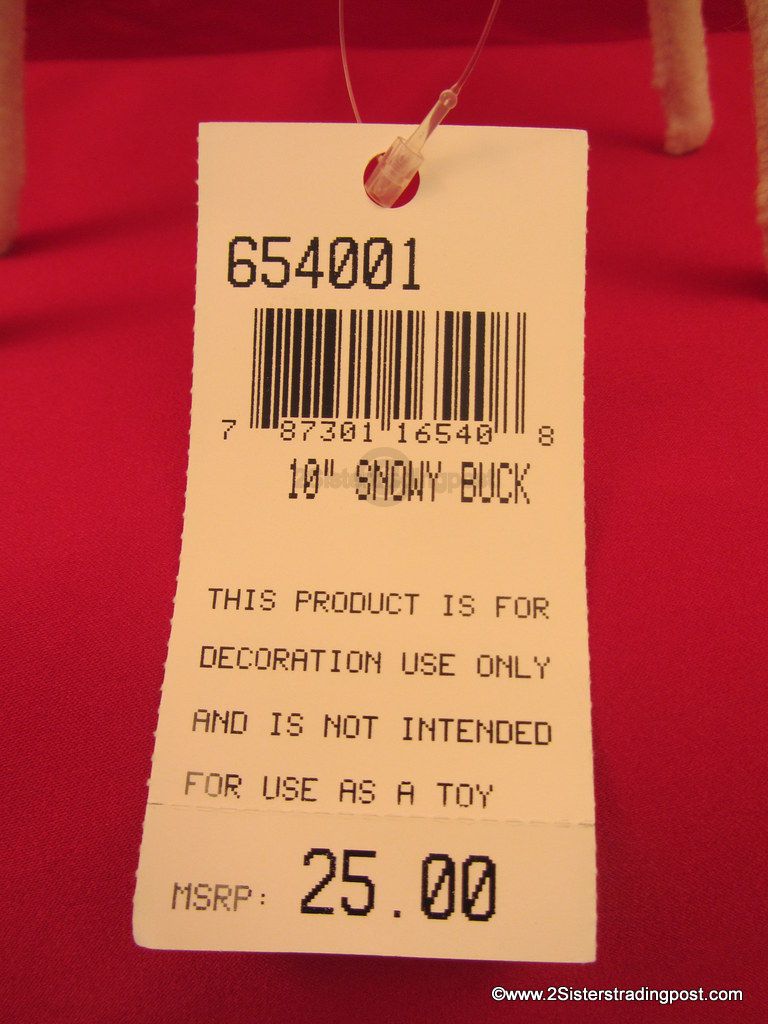 654001
7 87301 16540 8
10" SNOWY BUCK
2Sisterstradingpost
THIS PRODUCT IS FOR
DECORATION USE ONLY
AND IS NOT INTENDED
FOR USE AS A TOY
MSRP: 25.00
©www.2Sisterstradingpost.com